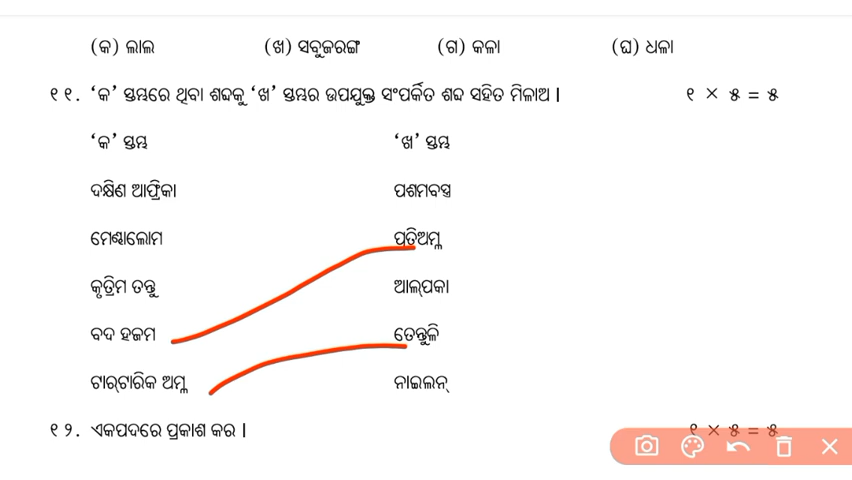 (କ) ଲାଲ (ଖ) ସବୁଜରଙ୍ଗ (ଗ) କଳା (ଘ) ଧଳା
୧୧. ‘କ’ ସ୍ତମ୍ଭରେ ଥିବା ଶବ୍ଦକୁ ‘ଖ’ ସ୍ତମ୍ଭର ଉପଯୁକ୍ତ ସଂପର୍କିତ ଶବ୍ଦ ସହିତ ମିଳାଅ । ୧ × ୫ = ୫
‘କ’ ସ୍ତମ୍ଭ ‘ଖ’ ସ୍ତମ୍ଭ
ଦକ୍ଷିଣ ଆଫ୍ରିକା ପଶମବସ୍ତ୍ର
ମେଣ୍ଢାଲୋମ ପ୍ରତିଅମ୍ଳ
କୃତ୍ରିମ ତନ୍ତୁ ଆଲ୍‌ପକା
ବଦ ହଜମ ତେନ୍ତୁଳି
ଟାର୍‌ଟାରିକ ଅମ୍ଳ ନାଇଲନ୍
୧୨. ଏକପଦରେ ପ୍ରକାଶ କର । ୧ × ୫ = ୫